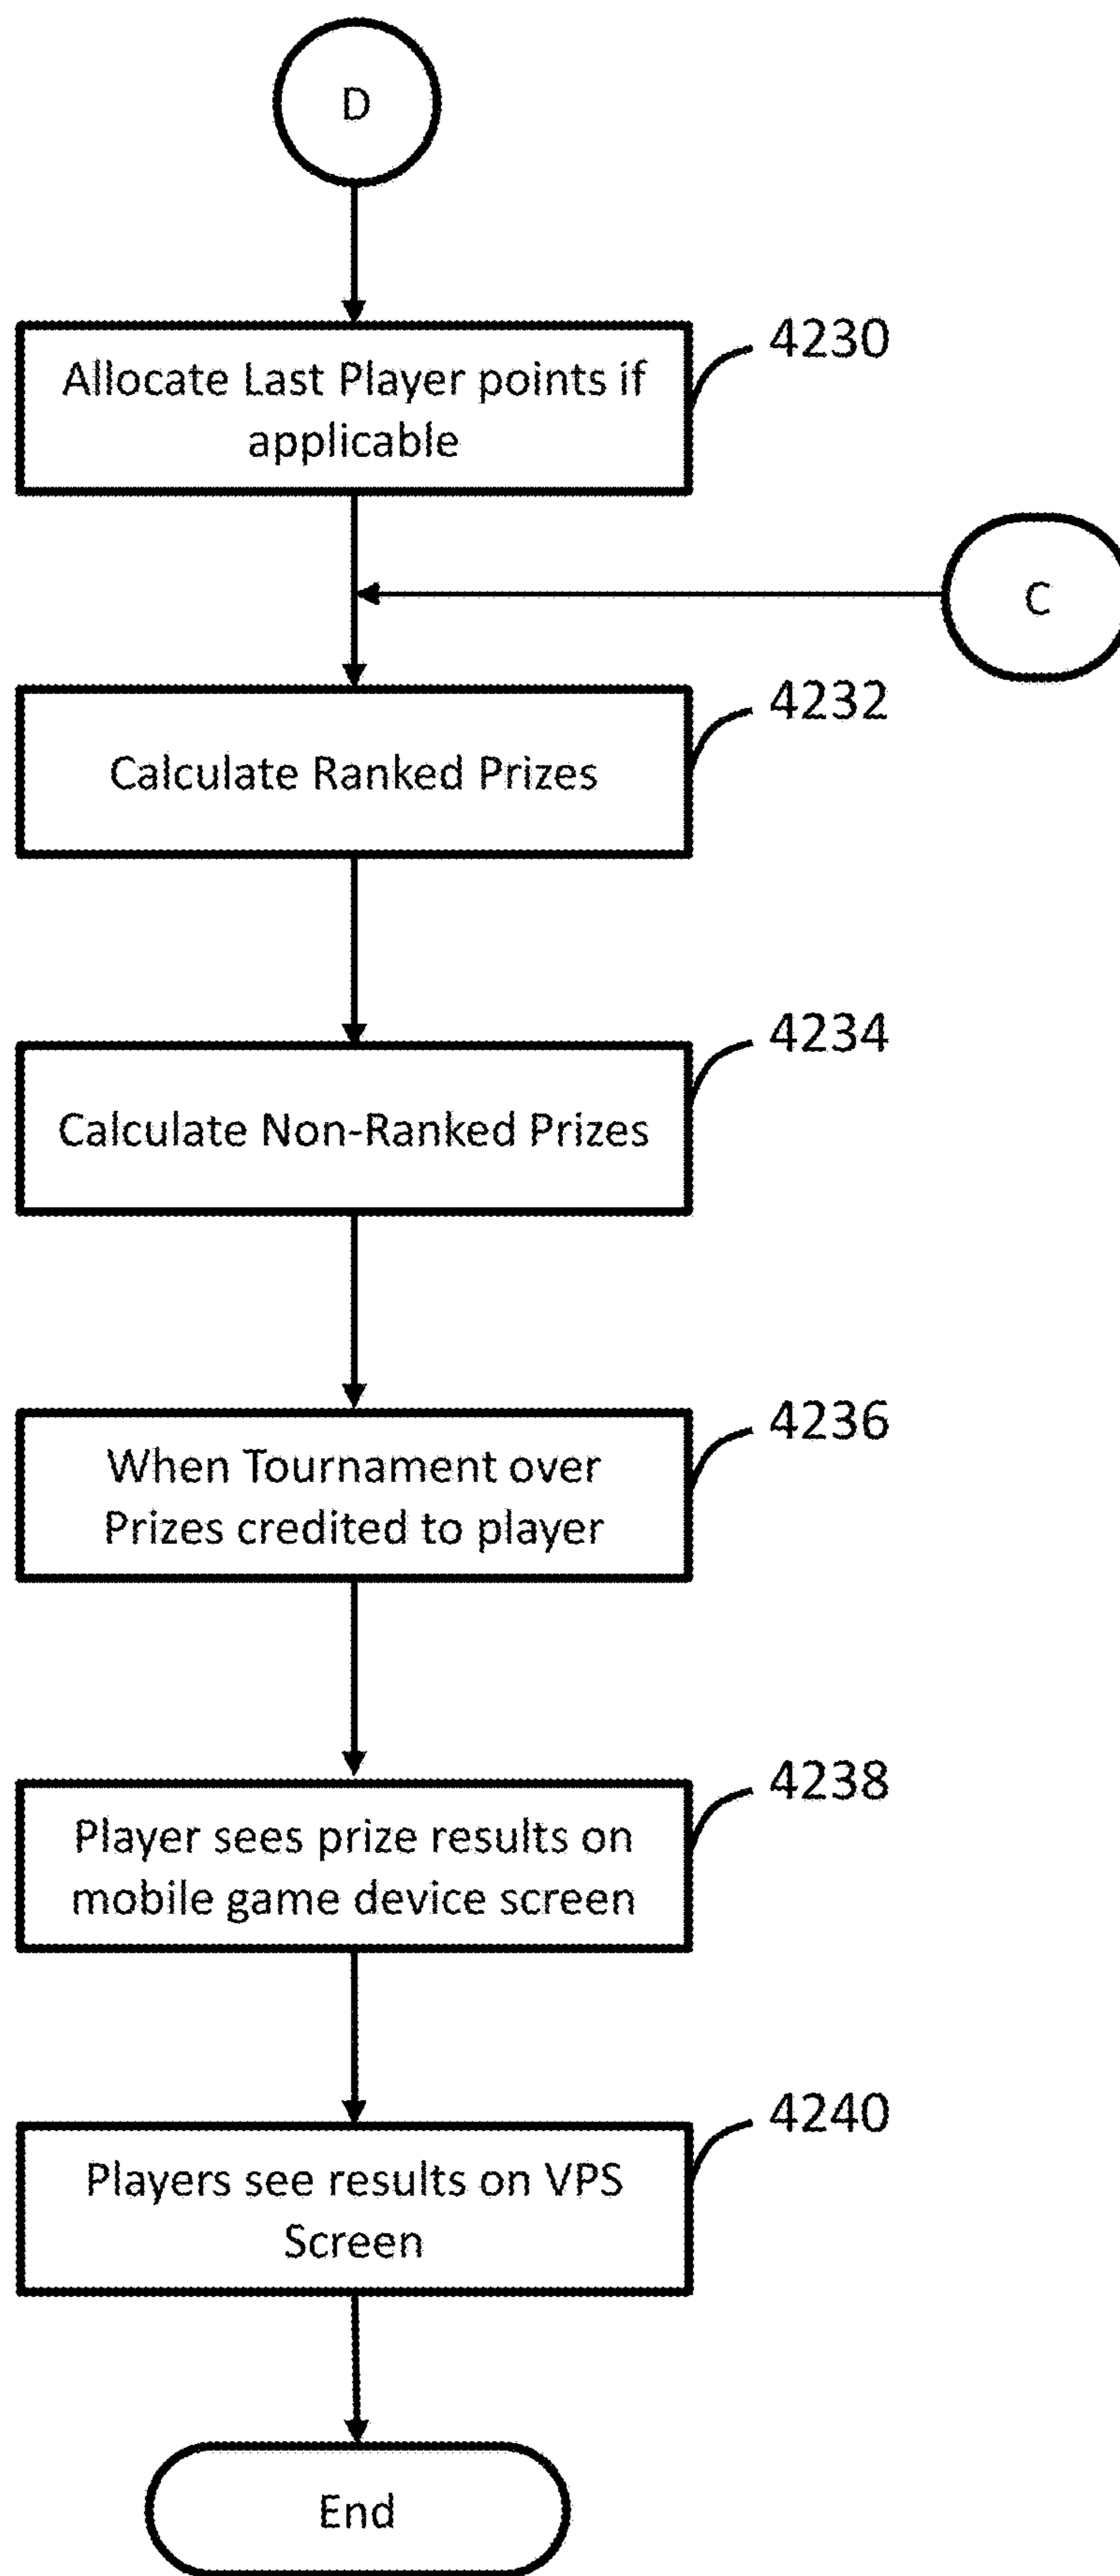 D
Allocate Last Player points if
applicable
4230
C
Calculate Ranked Prizes
4232
Calculate Non-Ranked Prizes
4234
When Tournament over
Prizes credited to player
4236
Player sees prize results on
mobile game device screen
4238
Players see results on VPS
Screen
4240
End